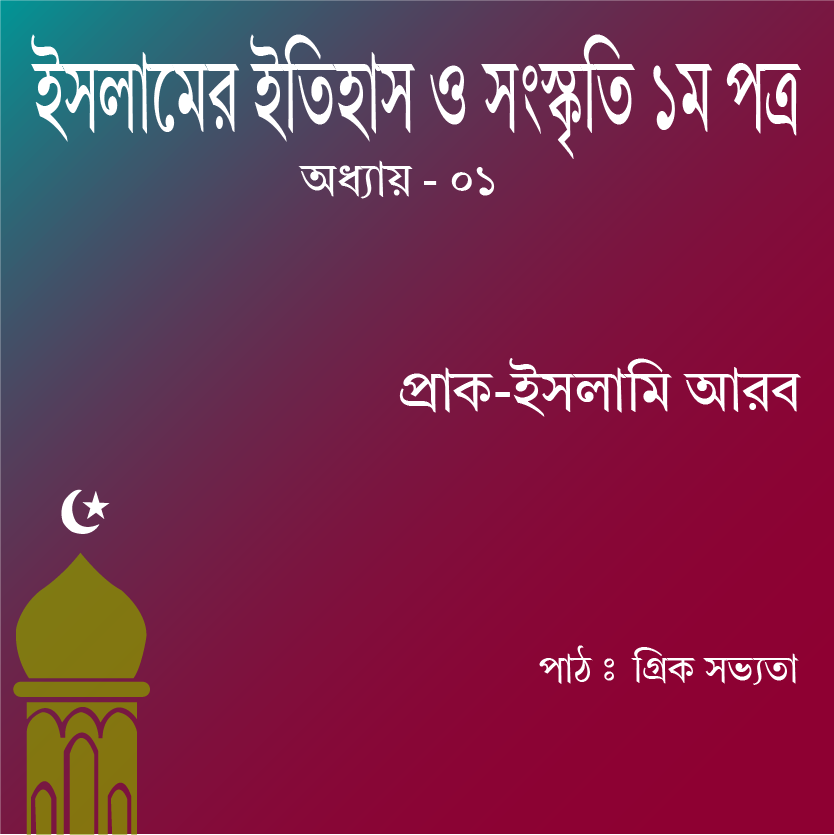 ইসলামের ইতিহাস ও সংস্কৃতি ১ম পত্র
অধ্যায় - ০১
প্রাক-ইসলামি আরব
পাঠ ঃ গ্রিক সভ্যতা